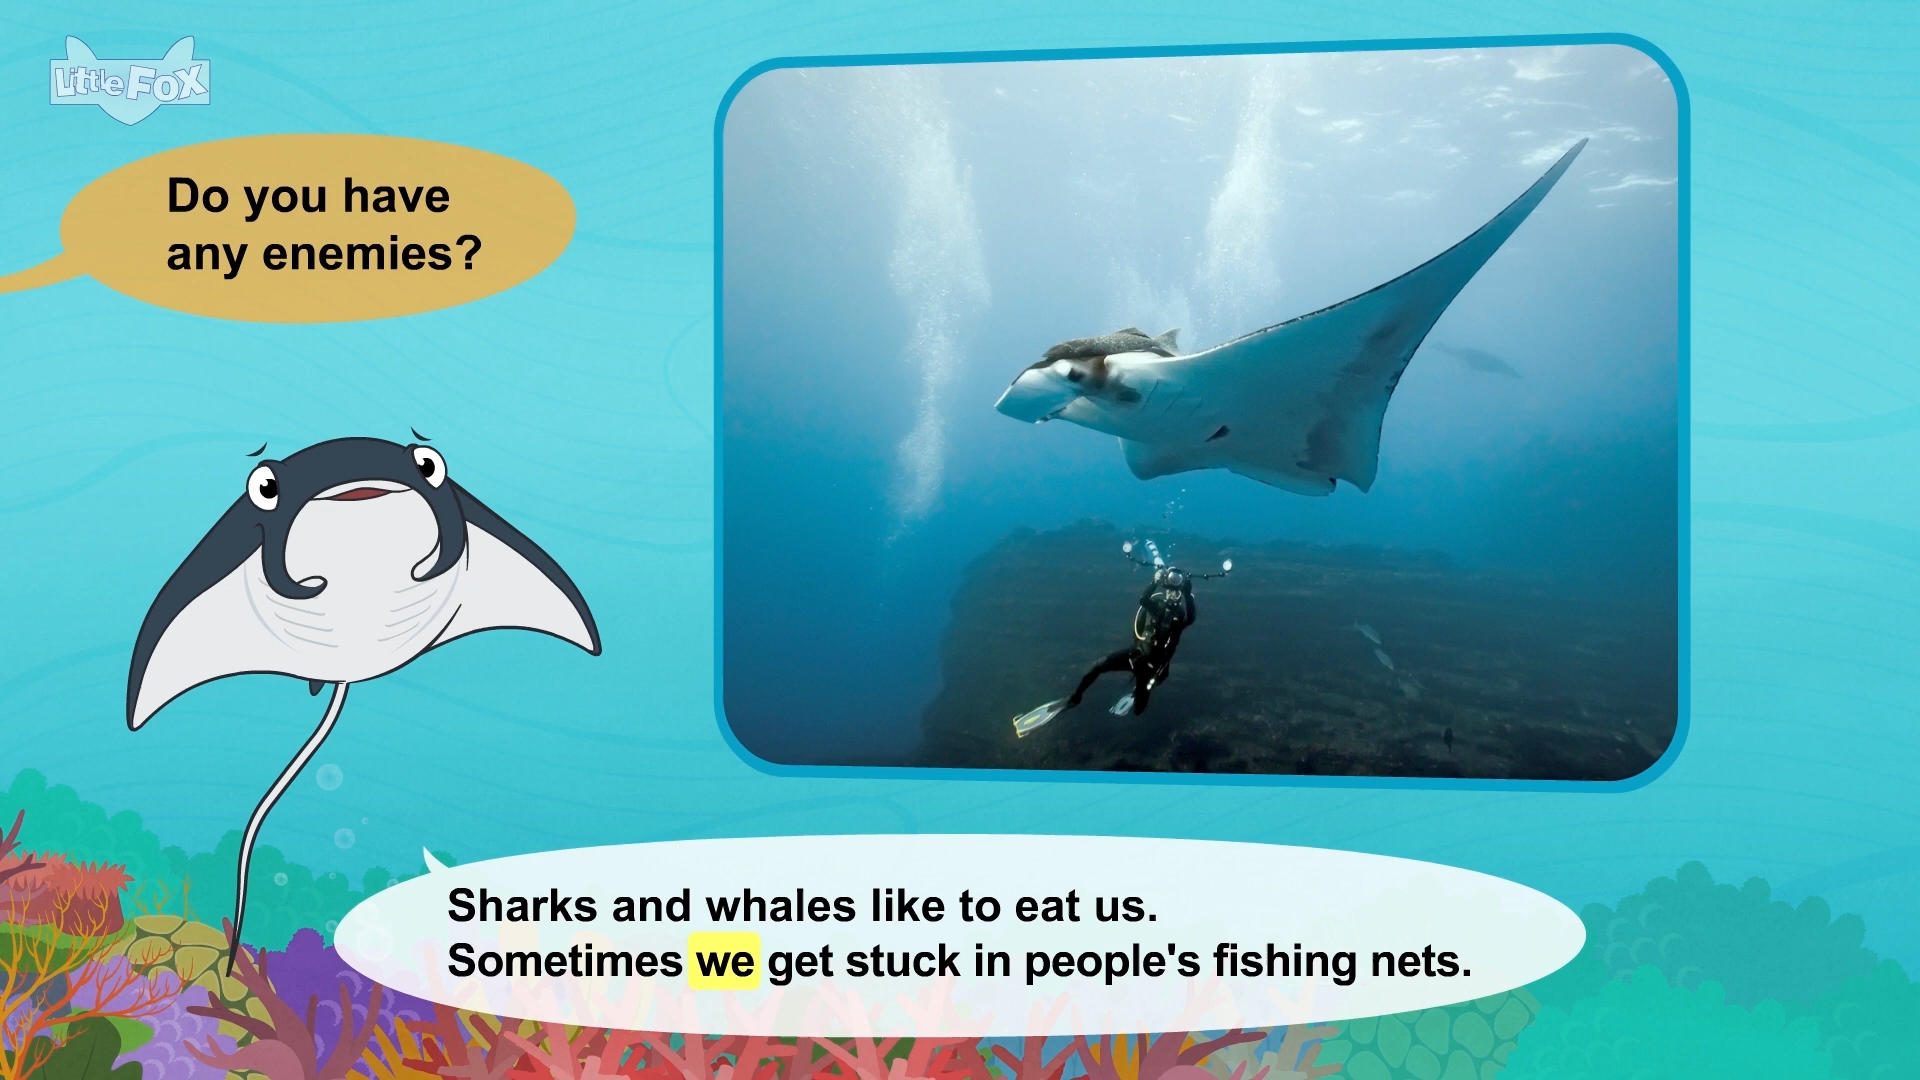 Little Fox
Do you have
any enemies?
Sharks and whales like to eat us.
Sometimes we get stuck in people's fishing nets.